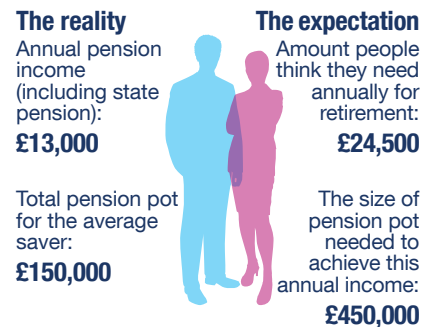 The reality
Annual pension
income
(including state
pension):
£13,000
Total pension pot
for the average
saver:
£150,000
The expectation
Amount people
think they need
annually for
retirement:
£24,500
The size of
pension pot
needed to
achieve this
annual income:
£450,000